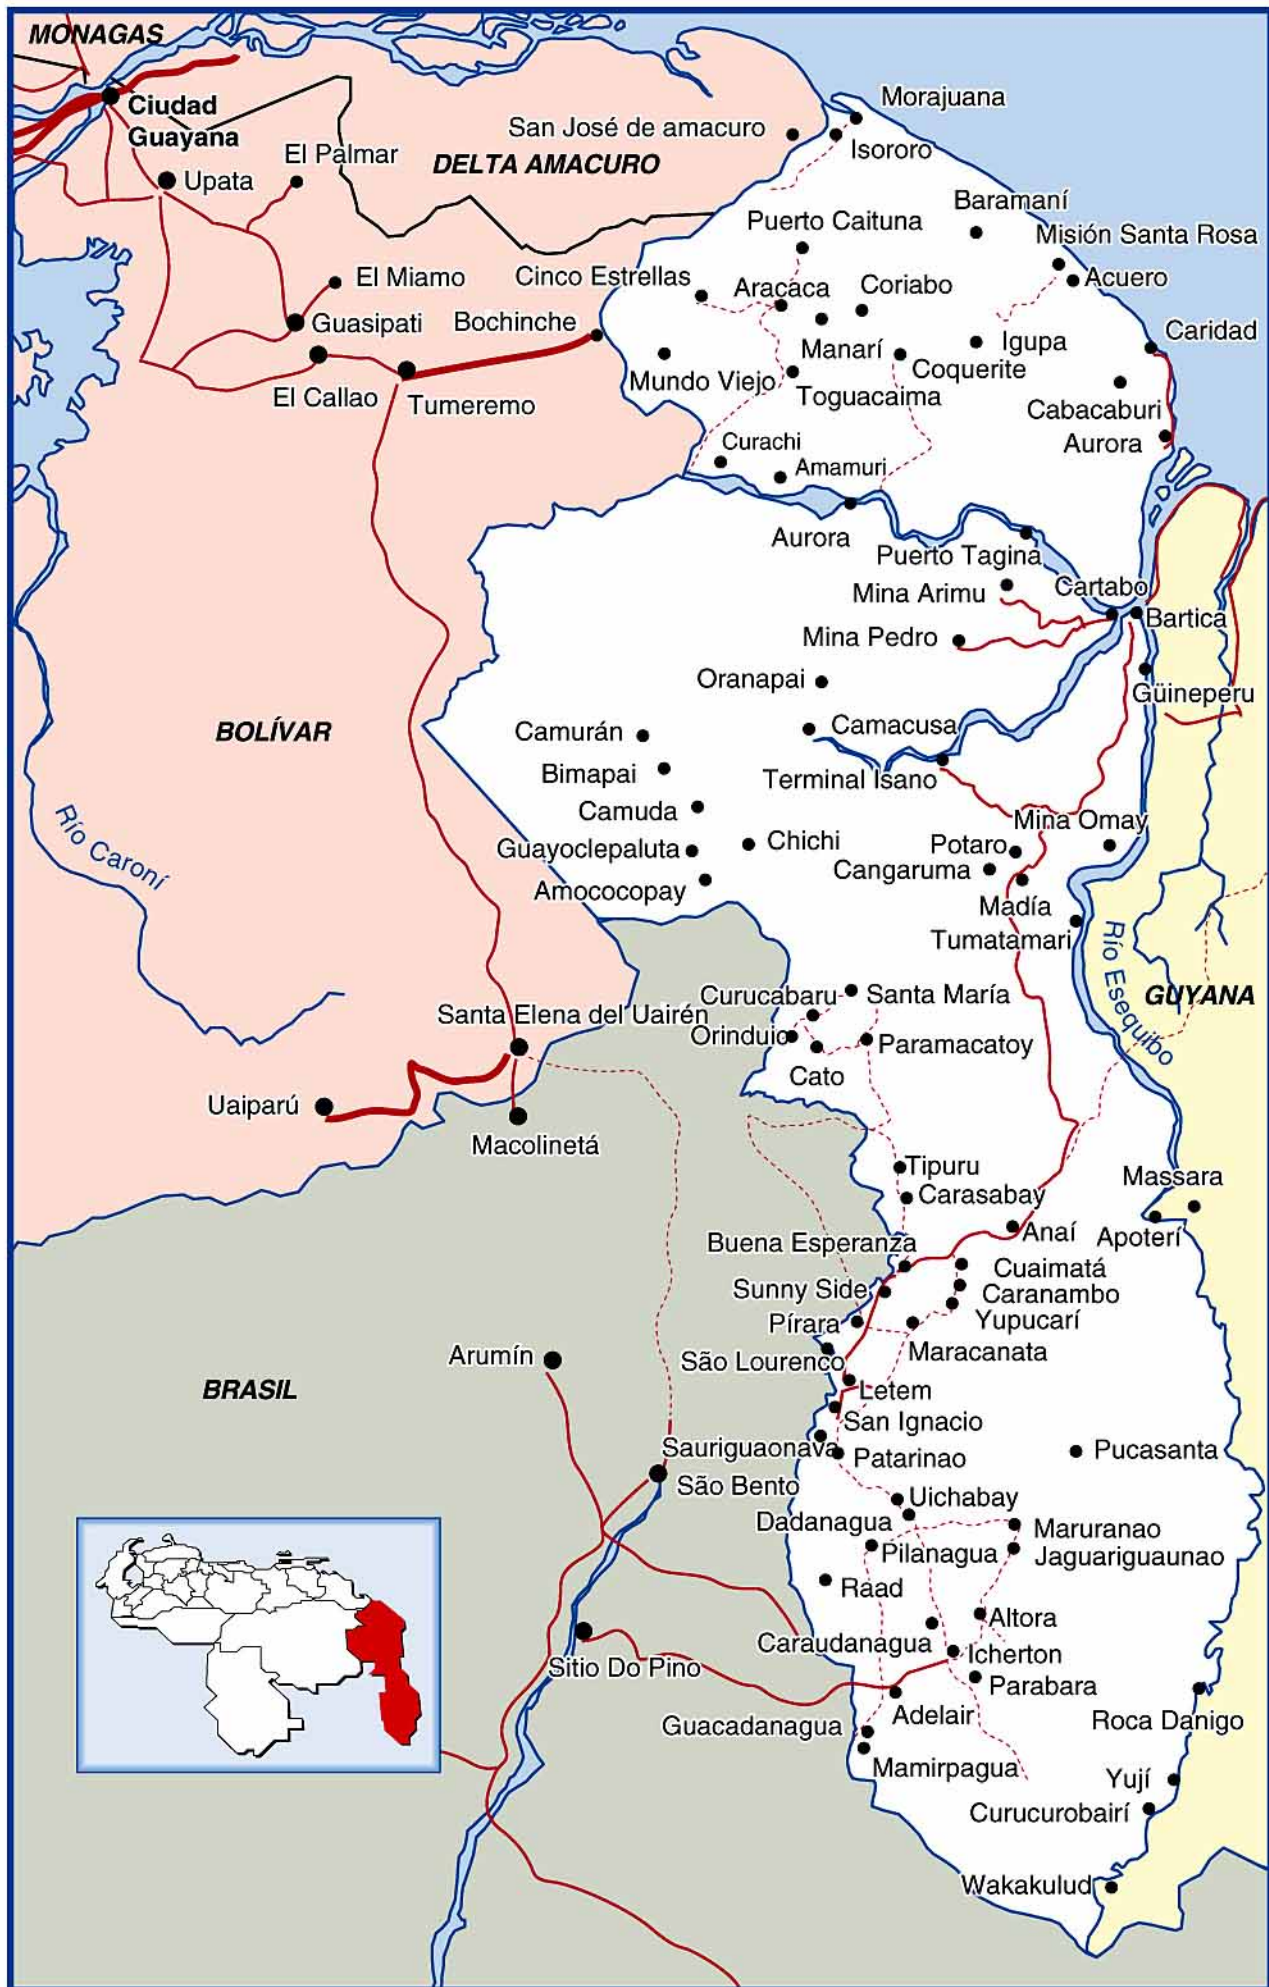 MONAGAS
Ciudad
Guayana
Morajuana
San José de amacuro
Isororo
El Palmar
DELTA AMACURO
Upata
Baramaní
Puerto Caituna
Misión Santa Rosa
El Miamo
Cinco Estrellas
Aracaca
Coriabo
Acuero
Guasipati
Bochinche
Manarí
Igupa
Caridad
Mundo Viejo
Coquerite
El Callao
Tumeremo
Toguacaima
Cabacaburi
Curachi
Aurora
Amamuri
Aurora
Puerto Tagina
Mina Arimu
Cartabo
Bartica
Mina Pedro
Oranapai
Güineperu
BOLÍVAR
Camurán
Camacusa
Bimapai
Terminal Isano
Camuda
Mina Omay
Río Caroní
Guayoclepaluta
Chichi
Potaro
Cangaruma
Amococopay
Madía
Tumatamari
Río Esequibo
GUYANA
Curucabaru
Santa María
Santa Elena del Uairén
Orinduio
Paramacatoy
Cato
Uaiparú
Macolinetá
Tipuru
Massara
Carasabay
Anaí
Apoterí
Buena Esperanza
Cuaimatá
Sunny Side
Caranambo
Pírara
Yupucarí
Arumín
São Lourenco
Maracanata
BRASIL
Letem
San Ignacio
Sauriguaonava
Patarinao
Pucasanta
São Bento
Uichabay
Dadanagua
Maruranao
Pilanagua
Jaguariguaunao
Raad
Altora
Caraudanagua
Icherton
Sitio Do Pino
Parabara
Adelair
Guacadanagua
Roca Danigo
Mamirpagua
Yují
Curucurobairí
Wakakulud